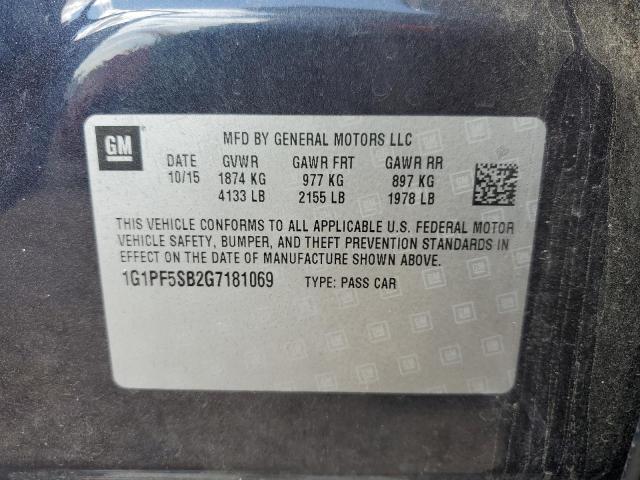 GM
MFD BY GENERAL MOTORS LLC
DATE GVWR GAWR FRT GAWR RR
10/15 1874 KG 977 KG 897 KG
4133 LB 2155 LB 1978 LB
THIS VEHICLE CONFORMS TO ALL APPLICABLE U.S. FEDERAL MOTOR
VEHICLE SAFETY, BUMPER, AND THEFT PREVENTION STANDARDS IN
EFFECT ON THE DATE OF MANUFACTURE SHOWN ABOVE.
1G1PF5SB2G7181069 TYPE: PASS CAR